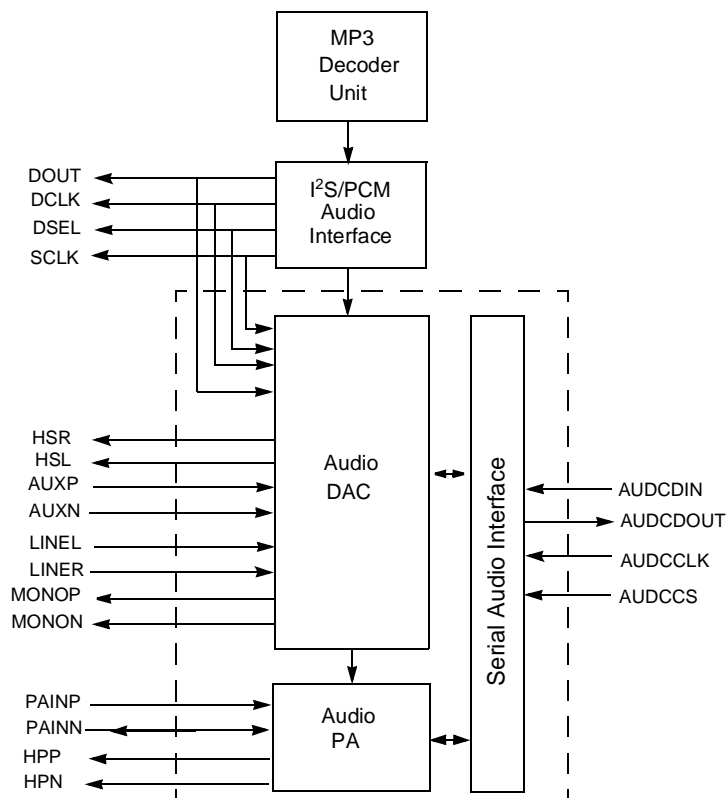 MP3
Decoder
Unit
DOUT
DCLK
DSEL
SCLK
I²S/PCM
Audio
Interface
HSR
HSL
AUXP
AUXN
LINEL
LINER
MONOP
MONON
Audio
DAC
Serial Audio Interface
AUDCDIN
AUDCDOUT
AUDCCLK
AUDCCS
PAINP
PAINN
HPP
HPN
Audio
PA